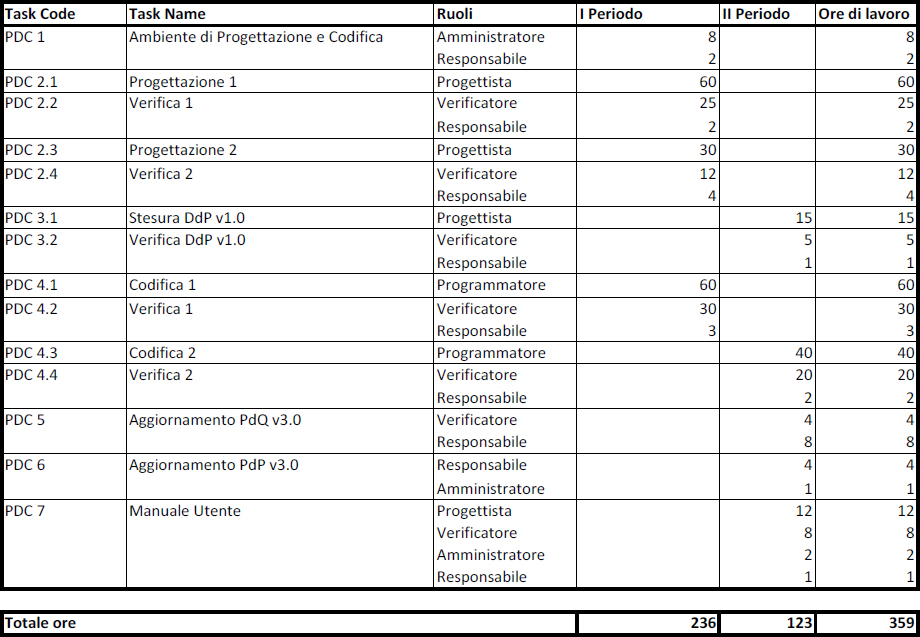 Task Code Task Name Ruoli I Periodo II Periodo Ore di lavoro
PDC 1 Ambiente di Progettazione e Codifica Amministratore 8 8
Responsabile 2 2
PDC 2.1 Progettazione 1 Progettista 60 60
PDC 2.2 Verifica 1 Verificatore 25 25
Responsabile 2 2
PDC 2.3 Progettazione 2 Progettista 30 30
PDC 2.4 Verifica 2 Verificatore 12 12
Responsabile 4 4
PDC 3.1 Stesura DdP v1.0 Progettista 15 15
PDC 3.2 Verifica DdP v1.0 Verificatore 5 5
Responsabile 1 1
PDC 4.1 Codifica 1 Programmatore 60 60
PDC 4.2 Verifica 1 Verificatore 30 30
Responsabile 3 3
PDC 4.3 Codifica 2 Programmatore 40 40
PDC 4.4 Verifica 2 Verificatore 20 20
Responsabile 2 2
PDC 5 Aggiornamento PdQ v3.0 Verificatore 4 4
Responsabile 8 8
PDC 6 Aggiornamento PdP v3.0 Responsabile 4 4
Amministratore 1 1
PDC 7 Manuale Utente Progettista 12 12
Verificatore 8 8
Amministratore 2 2
Responsabile 1 1
Totale ore 236 123 359